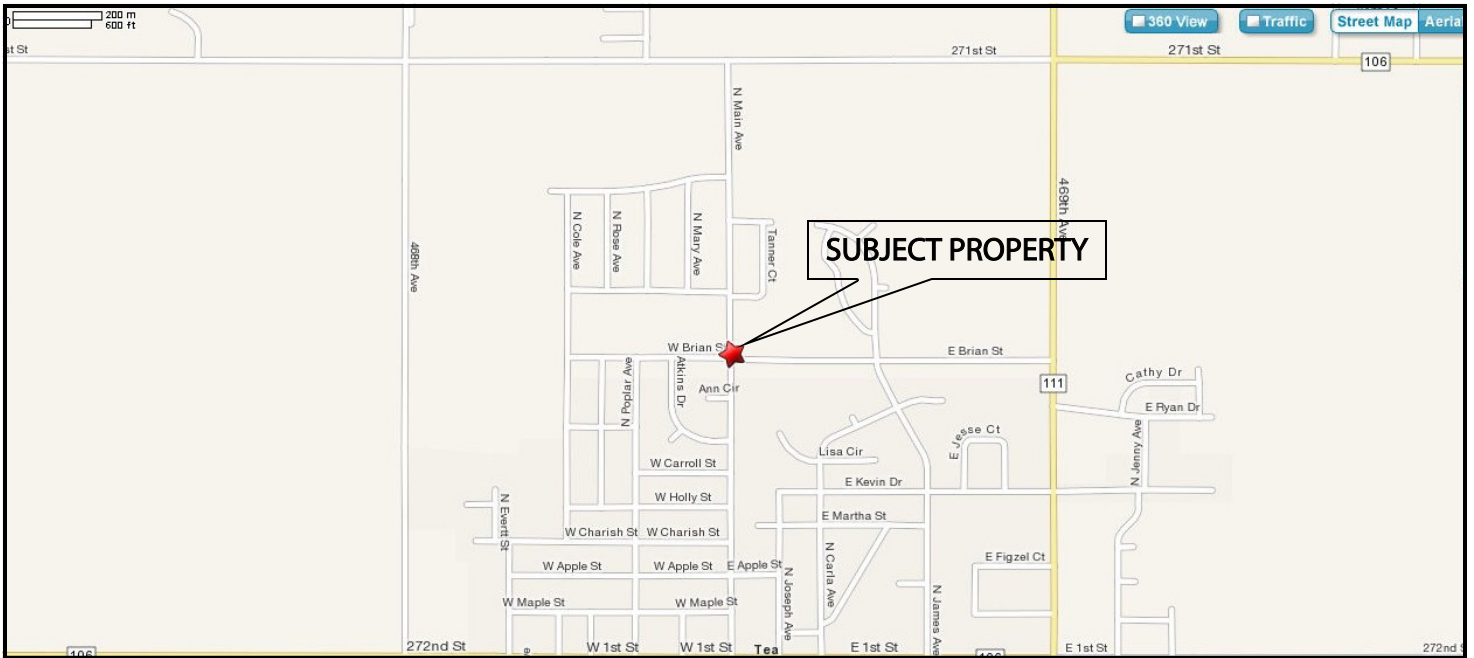 200 m
600 ft
360 View
Traffic
Street Map
Aeria
st St
271st St
271st St
106
N Main Ave
469th Ave
468th Ave
N Cole Ave
N Rose Ave
N Mary Ave
Tanner Ct
SUBJECT PROPERTY
W Brian St
E Brian St
111
Cathy Dr
E Ryan Dr
N Poplar Ave
Atkins Dr
Ann Cir
E Jesse Ct
N Jenny Ave
Lisa Cir
W Carroll St
E Kevin Dr
W Holly St
N Evertt St
E Martha St
W Charish St
W Charish St
W Apple St
W Apple St
E Apple St
E Figzel Ct
N Joseph Ave
N Carla Ave
N James Ave
W Maple St
W Maple St
272nd St
W 1st St
W 1st St
Tea
E 1st St
E 1st St
272nd S
106
106